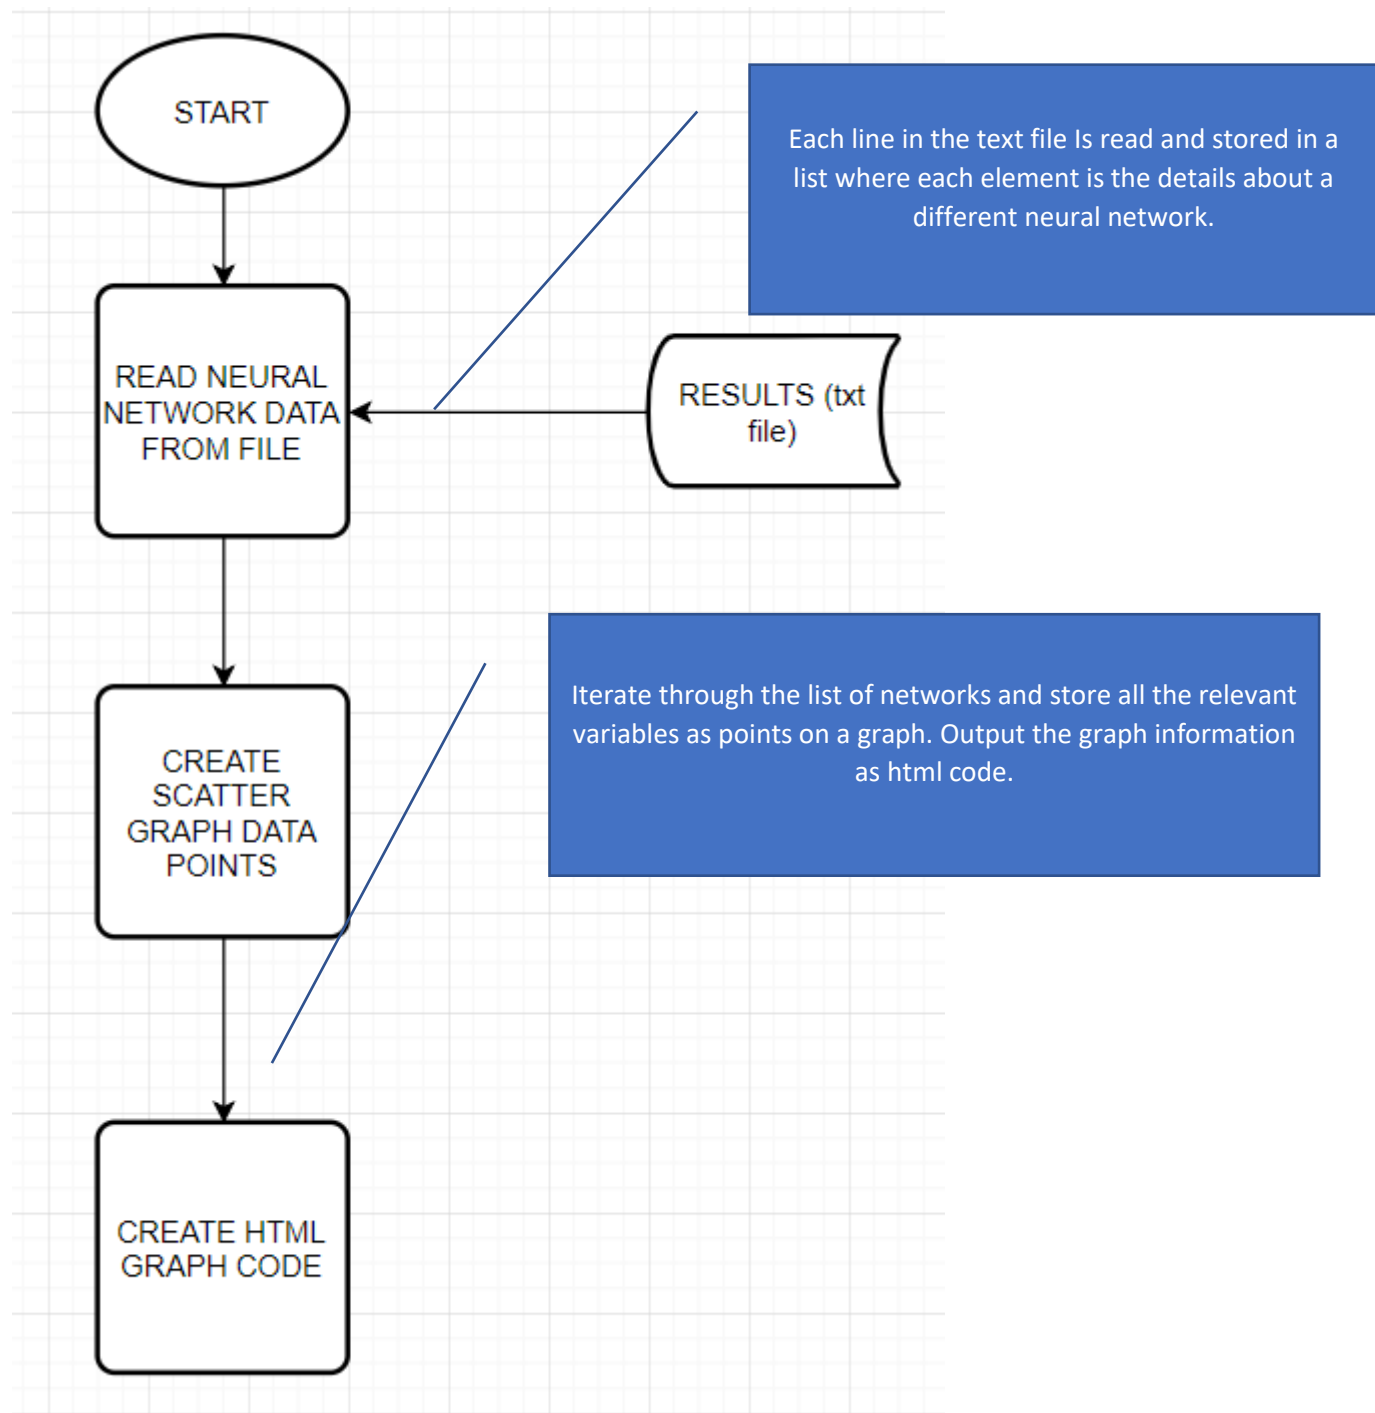 START
Each line in the text file Is read and stored in a
list where each element is the details about a
different neural network.
READ NEURAL
NETWORK DATA
FROM FILE
RESULTS (txt
file)
Iterate through the list of networks and store all the relevant
variables as points on a graph. Output the graph information
as html code.
CREATE
SCATTER
GRAPH DATA
POINTS
CREATE HTML
GRAPH CODE